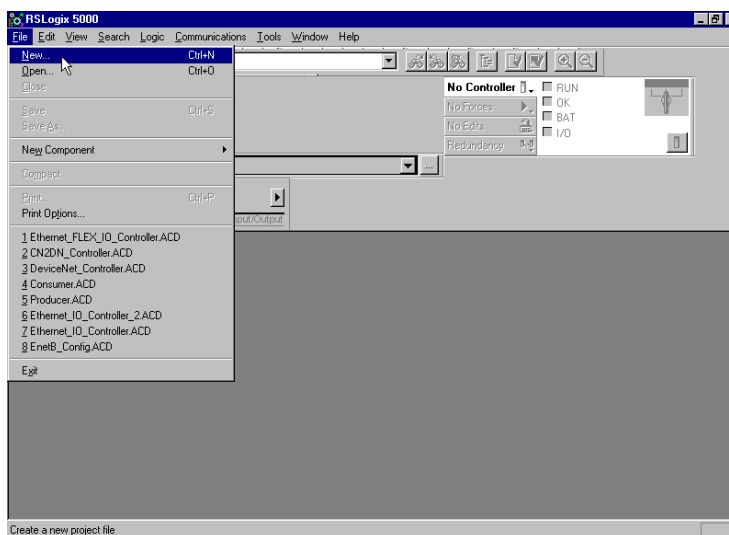 RSLogix 5000
File Edit View Search Logic Communications Tools Window Help
New... Ctrl+N
Open... Ctrl+O
Close
Save Ctrl+S
Save As...
New Component
Compact
Print... Ctrl+P
Print Options...
1 Ethernet_FLEX_IO_Controller.ACD
2 CN2DN_Controller.ACD
3 DeviceNet_Controller.ACD
4 Consumer.ACD
5 Producer.ACD
6 Ethernet_IO_Controller_2.ACD
7 Ethernet_IO_Controller.ACD
8 EnetB_Config.ACD
Exit
No Controller
No Forces
No Edits
Redundancy
RUN
OK
BAT
I/O
...
nput/Output
Create a new project file